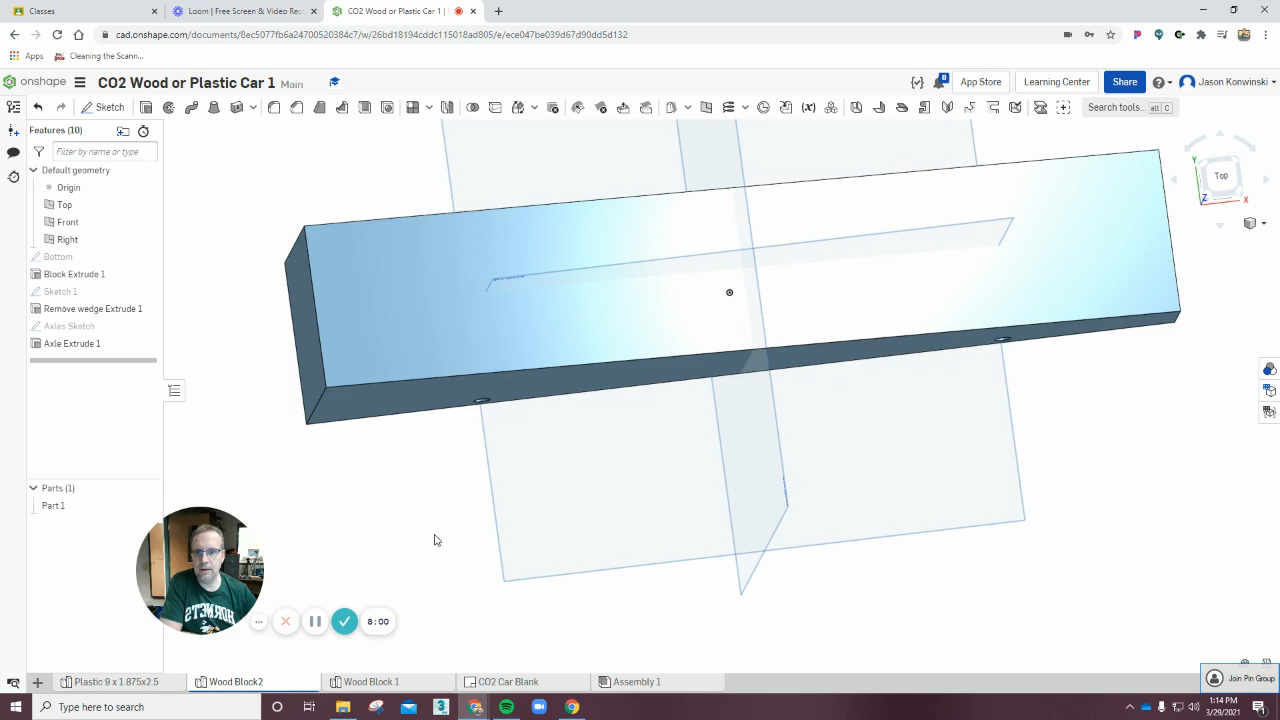 Classes
Loom | Free Screen & Video Rec
CO2 Wood or Plastic Car 1 |
cad.onshape.com/documents/8ec5077fb6a24700520384c7/w/26bd18194cddc115018ad805/e/ece047be039d67d90dd5d132
Apps
Cleaning the Scann...
onshape
CO2 Wood or Plastic Car 1 Main
8
App Store
Learning Center
Share
Jason Konwinski
Sketch
Search tools... alt C
Features (10)
Filter by name or type
Default geometry
Origin
Top
Front
Right
Bottom
Block Extrude 1
Sketch 1
Remove wedge Extrude 1
Axles Sketch
Axle Extrude 1
Parts (1)
Part 1
Y
Top
Z
X
HORNETS
8:00
Plastic 9 x 1.875x2.5
Wood Block2
Wood Block 1
CO2 Car Blank
Assembly 1
Join Pin Group
Type here to search
1:14 PM
3/29/2021